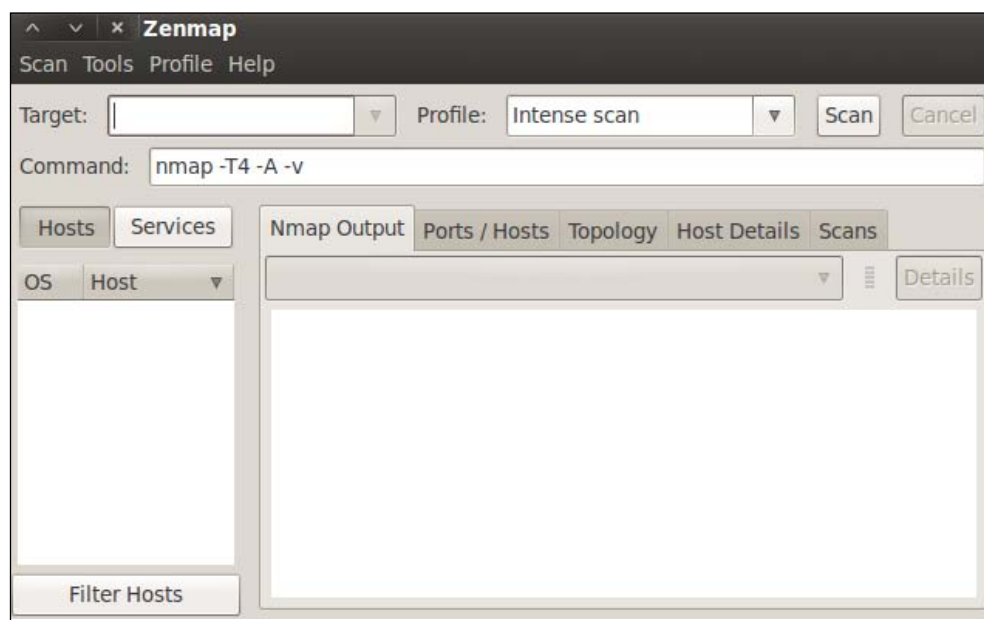 Zenmap
Scan Tools Profile Help
Target: Profile: Intense scan Scan Cancel
Command: nmap -T4 -A -v
Hosts Services Nmap Output Ports / Hosts Topology Host Details Scans
OS Host Details
Filter Hosts